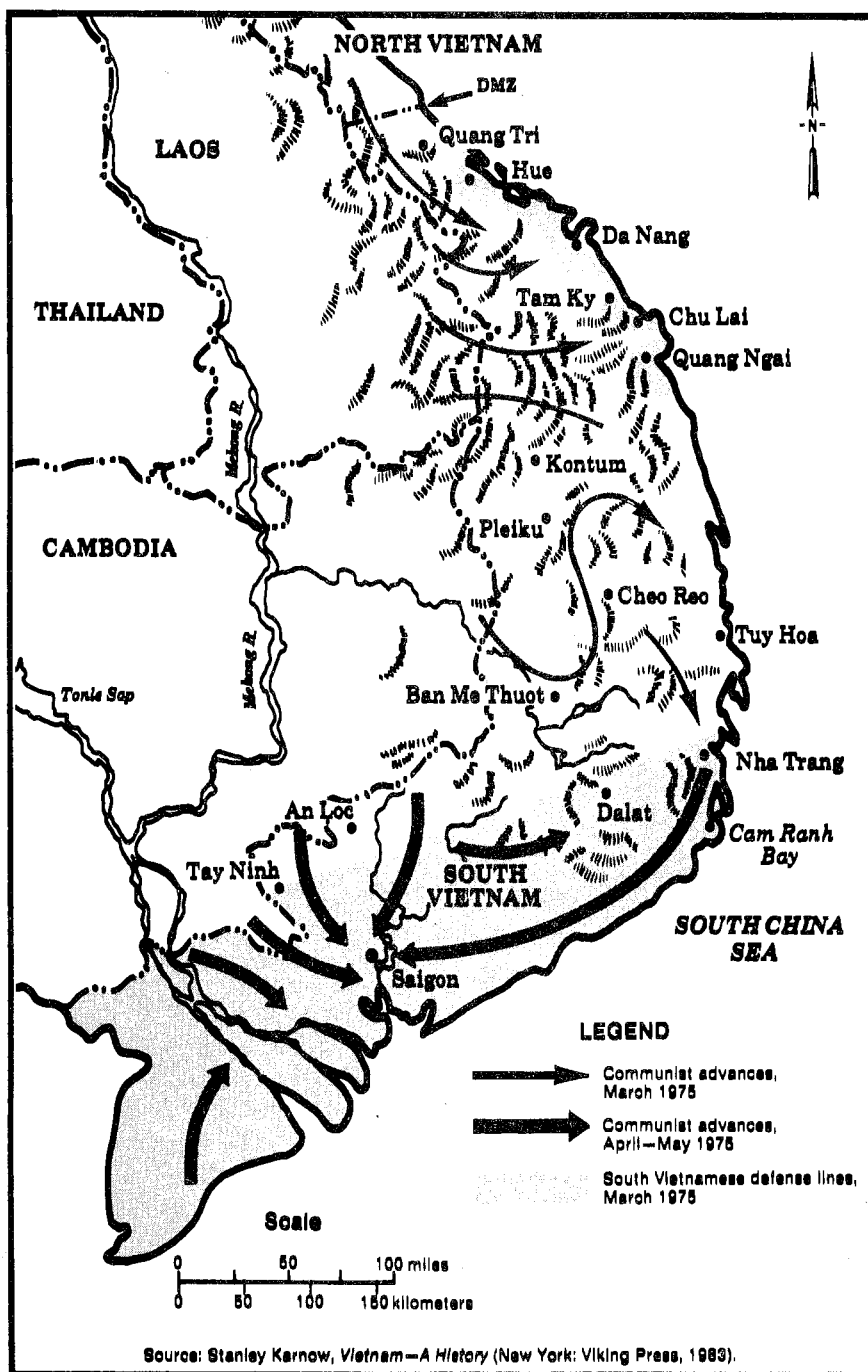 NORTH VIETNAM
DMZ
-N-
Quang Tri
LAOS
Hue
Da Nang
Tam Ky
THAILAND
Chu Lai
Quang Ngai
Mekong R.
Kontum
Pleiku
CAMBODIA
Cheo Reo
Tuy Hoa
Mekong R.
Tonle Sap
Ban Me Thuot
Nha Trang
Dalat
An Loc
Cam Ranh
Bay
Tay Ninh
SOUTH
VIETNAM
SOUTH CHINA
SEA
Saigon
LEGEND
Communist advances,
March 1975
Communist advances,
April—May 1975
South Vietnamese defense lines,
March 1975
Scale
0 50 100 miles
0 50 100 150 kilometers
Source: Stanley Karnow, Vietnam—A History (New York: Viking Press, 1983).